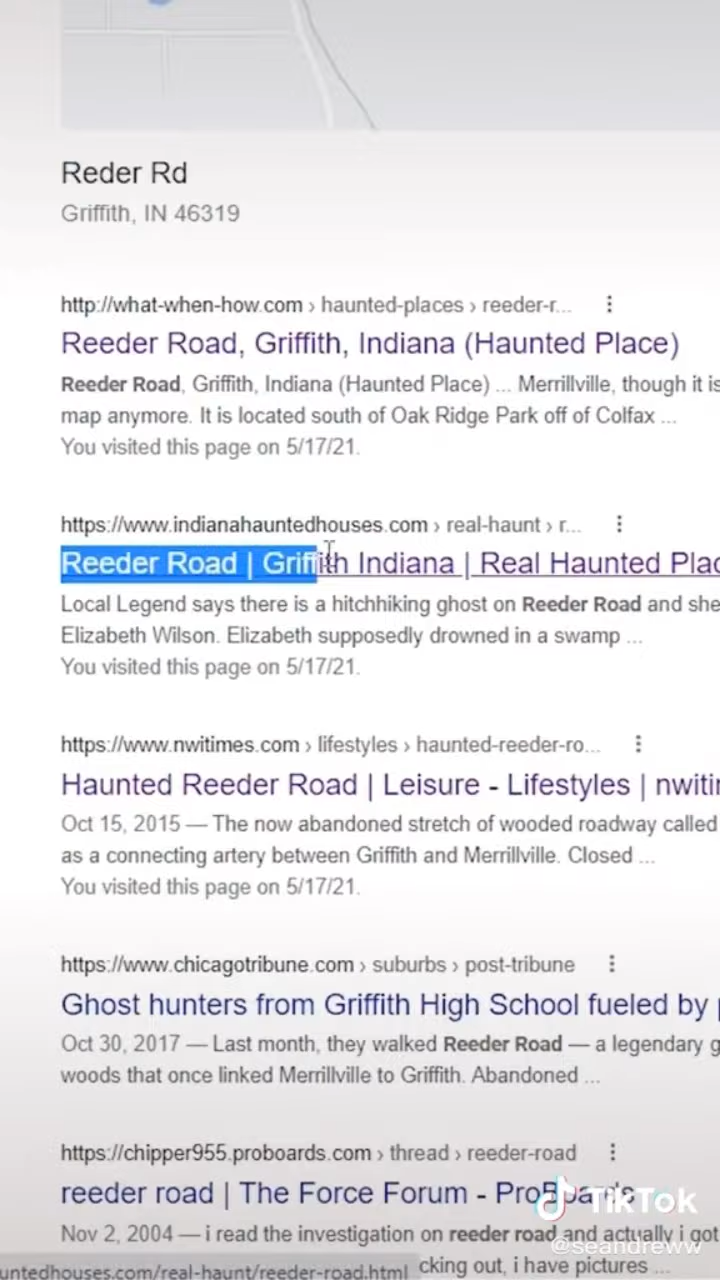 Reder Rd
Griffith, IN 46319
http://what-when-how.com › haunted-places › reeder-r...
Reeder Road, Griffith, Indiana (Haunted Place)
Reeder Road, Griffith, Indiana (Haunted Place) ... Merrillville, though it is
map anymore. It is located south of Oak Ridge Park off of Colfax ...
You visited this page on 5/17/21.
https://www.indianahauntedhouses.com › real-haunt › r...
Reeder Road | Griffith Indiana | Real Haunted Plac
Local Legend says there is a hitchhiking ghost on Reeder Road and she
Elizabeth Wilson. Elizabeth supposedly drowned in a swamp ...
You visited this page on 5/17/21.
https://www.nwitimes.com › lifestyles › haunted-reeder-ro...
Haunted Reeder Road | Leisure - Lifestyles | nwitim
Oct 15, 2015 — The now abandoned stretch of wooded roadway called
as a connecting artery between Griffith and Merrillville. Closed ...
You visited this page on 5/17/21.
https://www.chicagotribune.com › suburbs › post-tribune
Ghost hunters from Griffith High School fueled by
Oct 30, 2017 — Last month, they walked Reeder Road — a legendary g
woods that once linked Merrillville to Griffith. Abandoned ...
https://chipper955.proboards.com › thread › reeder-road
reeder road | The Force Forum - ProBoards
TikTok
Nov 2, 2004 — i read the investigation on reeder road and actually i got
@seandreww
untedhouses.com/real-haunt/reeder-road.html
cking out, i have pictures ...